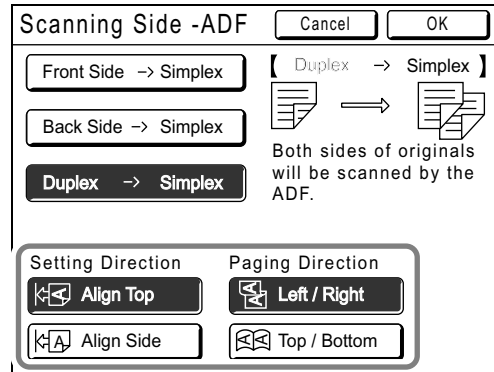 Scanning Side -ADF Cancel OK
Front Side -> Simplex
【 Duplex -> Simplex 】
Back Side -> Simplex
Both sides of originals
will be scanned by the
ADF.
Duplex -> Simplex
Setting Direction Paging Direction
Align Top Left / Right
Align Side Top / Bottom